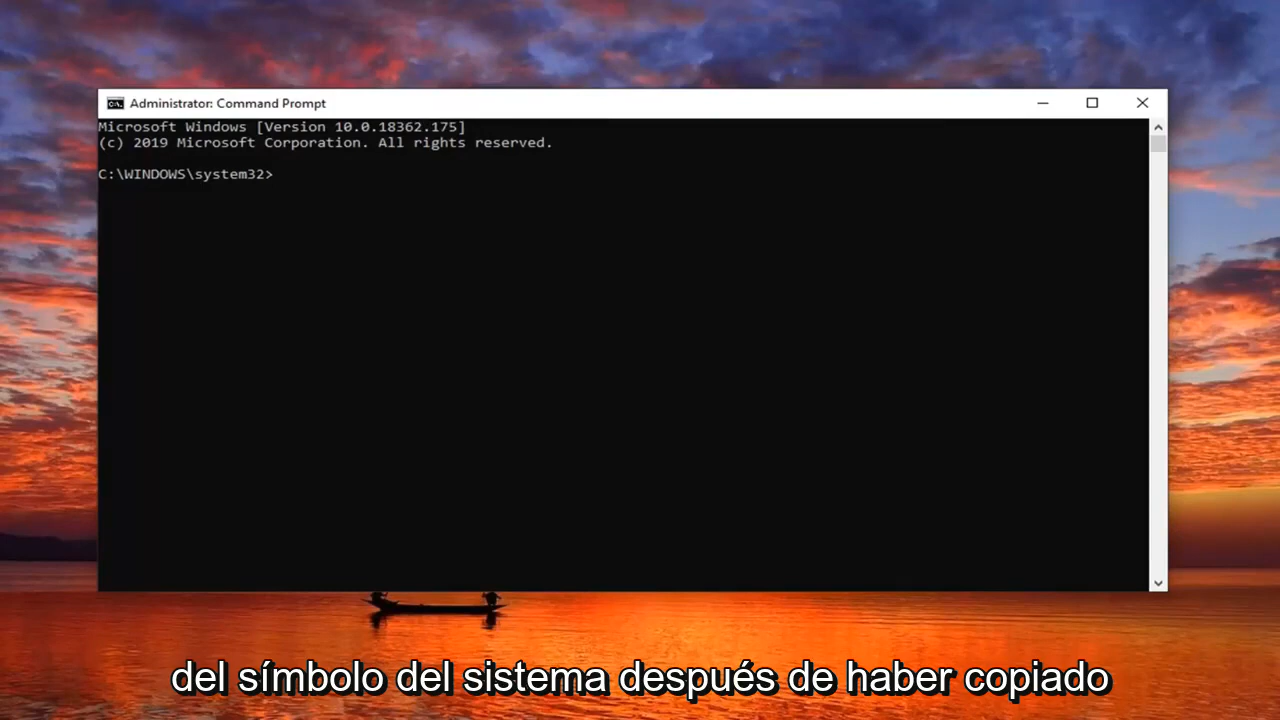 Administrator: Command Prompt
Microsoft Windows [Version 10.0.18362.175]
(c) 2019 Microsoft Corporation. All rights reserved.
C:\WINDOWS\system32>
del símbolo del sistema después de haber copiado